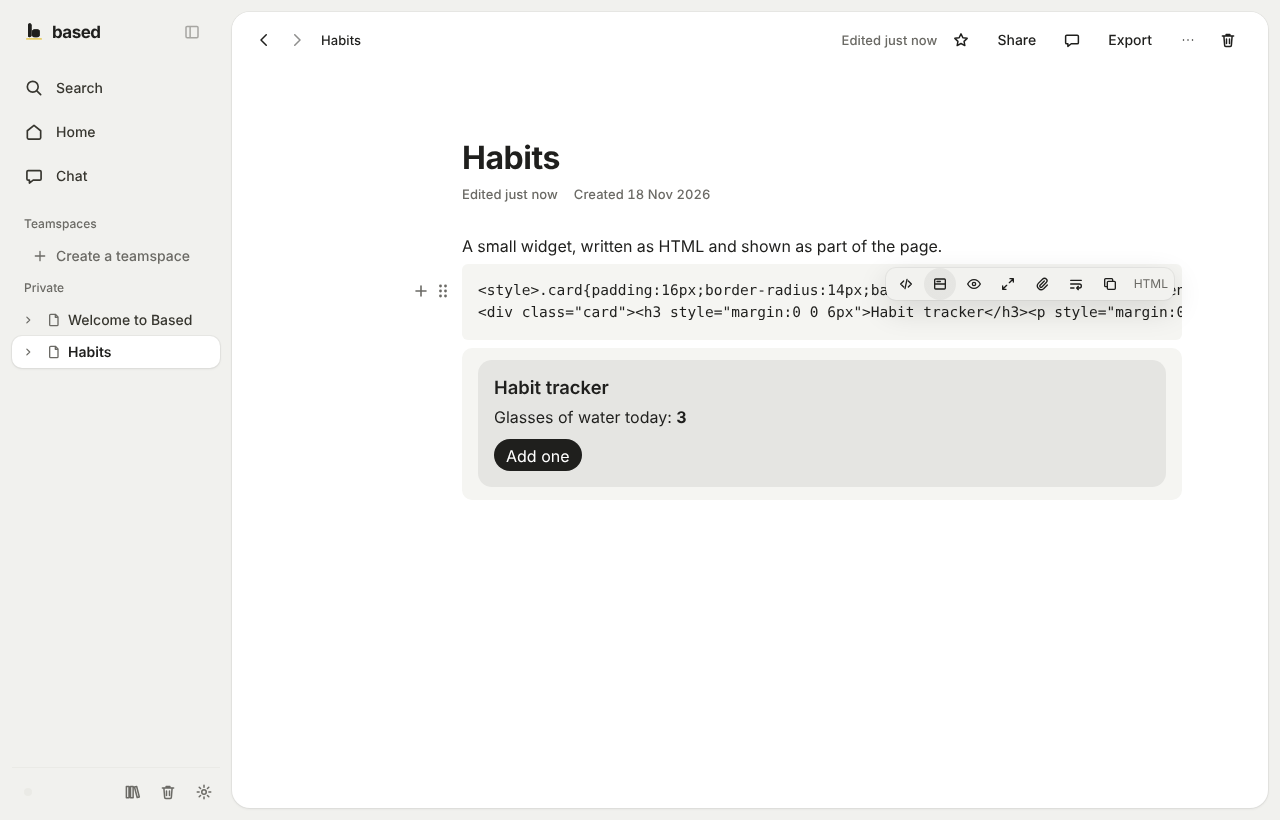 based
Search
Home
Chat
Teamspaces
Create a teamspace
Private
Welcome to Based
Habits
Habits
Edited just now
Share
Export
Habits
Edited just now Created 18 Nov 2026
A small widget, written as HTML and shown as part of the page.
<style>.card{padding:16px;border-radius:14px;ba
HTML
<div class="card"><h3 style="margin:0 0 6px">Habit tracker</h3><p style="margin:0
Habit tracker
Glasses of water today: 3
Add one